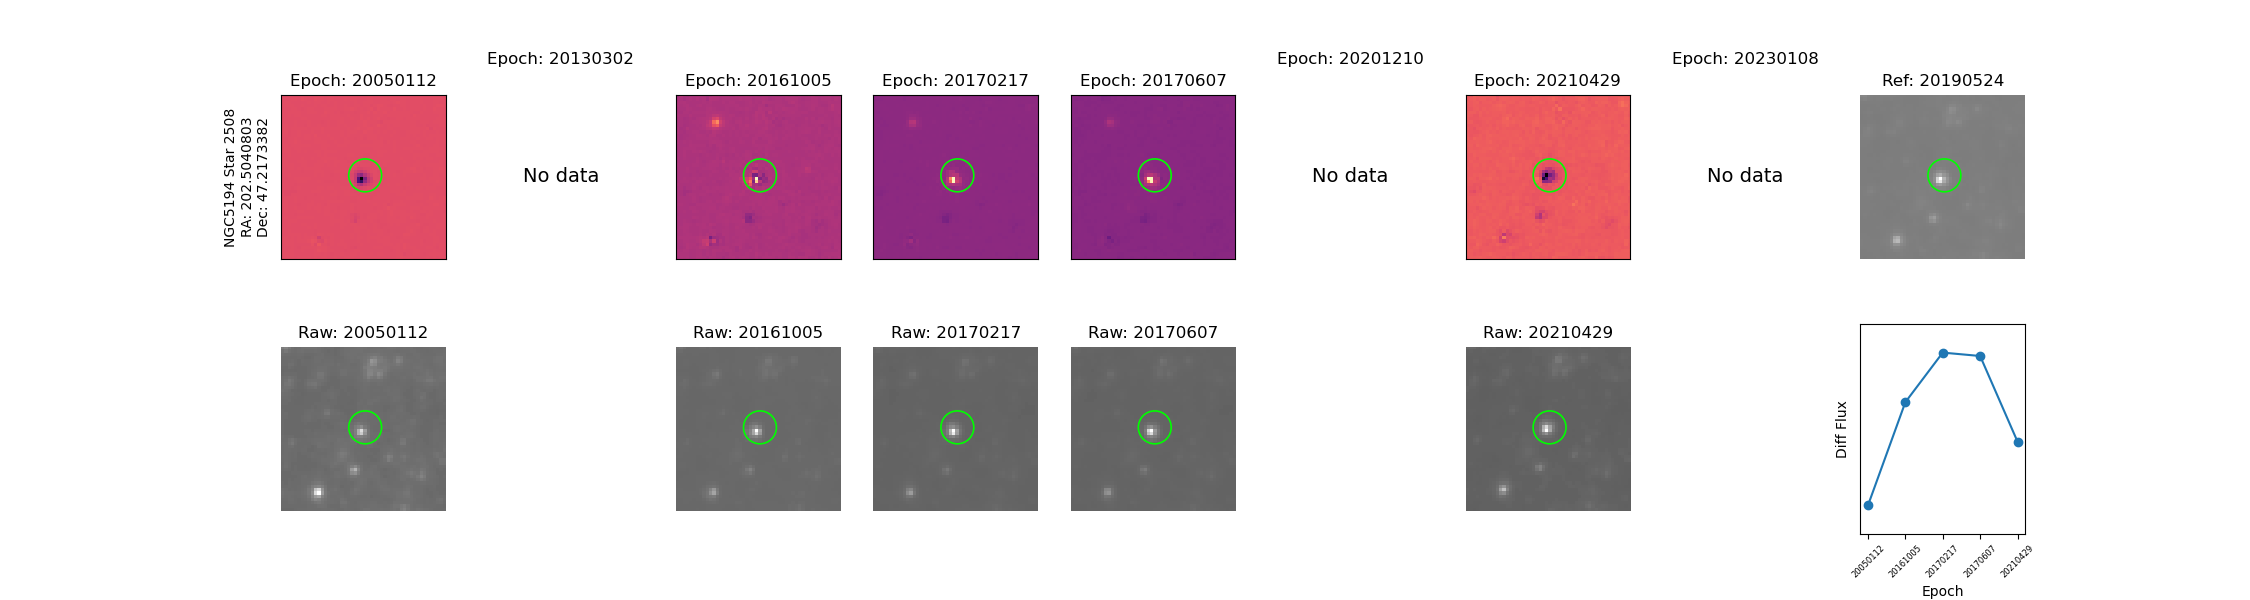 Epoch: 20050112
Epoch: 20130302
Epoch: 20161005
Epoch: 20170217
Epoch: 20170607
Epoch: 20201210
Epoch: 20210429
Epoch: 20230108
Ref: 20190524
NGC5194 Star 2508
RA: 202.5040803
Dec: 47.21733382
No data
No data
No data
Raw: 20050112
Raw: 20161005
Raw: 20170217
Raw: 20170607
Raw: 20210429
Diff Flux
20050112
20161005
20170217
20170607
20210429
Epoch